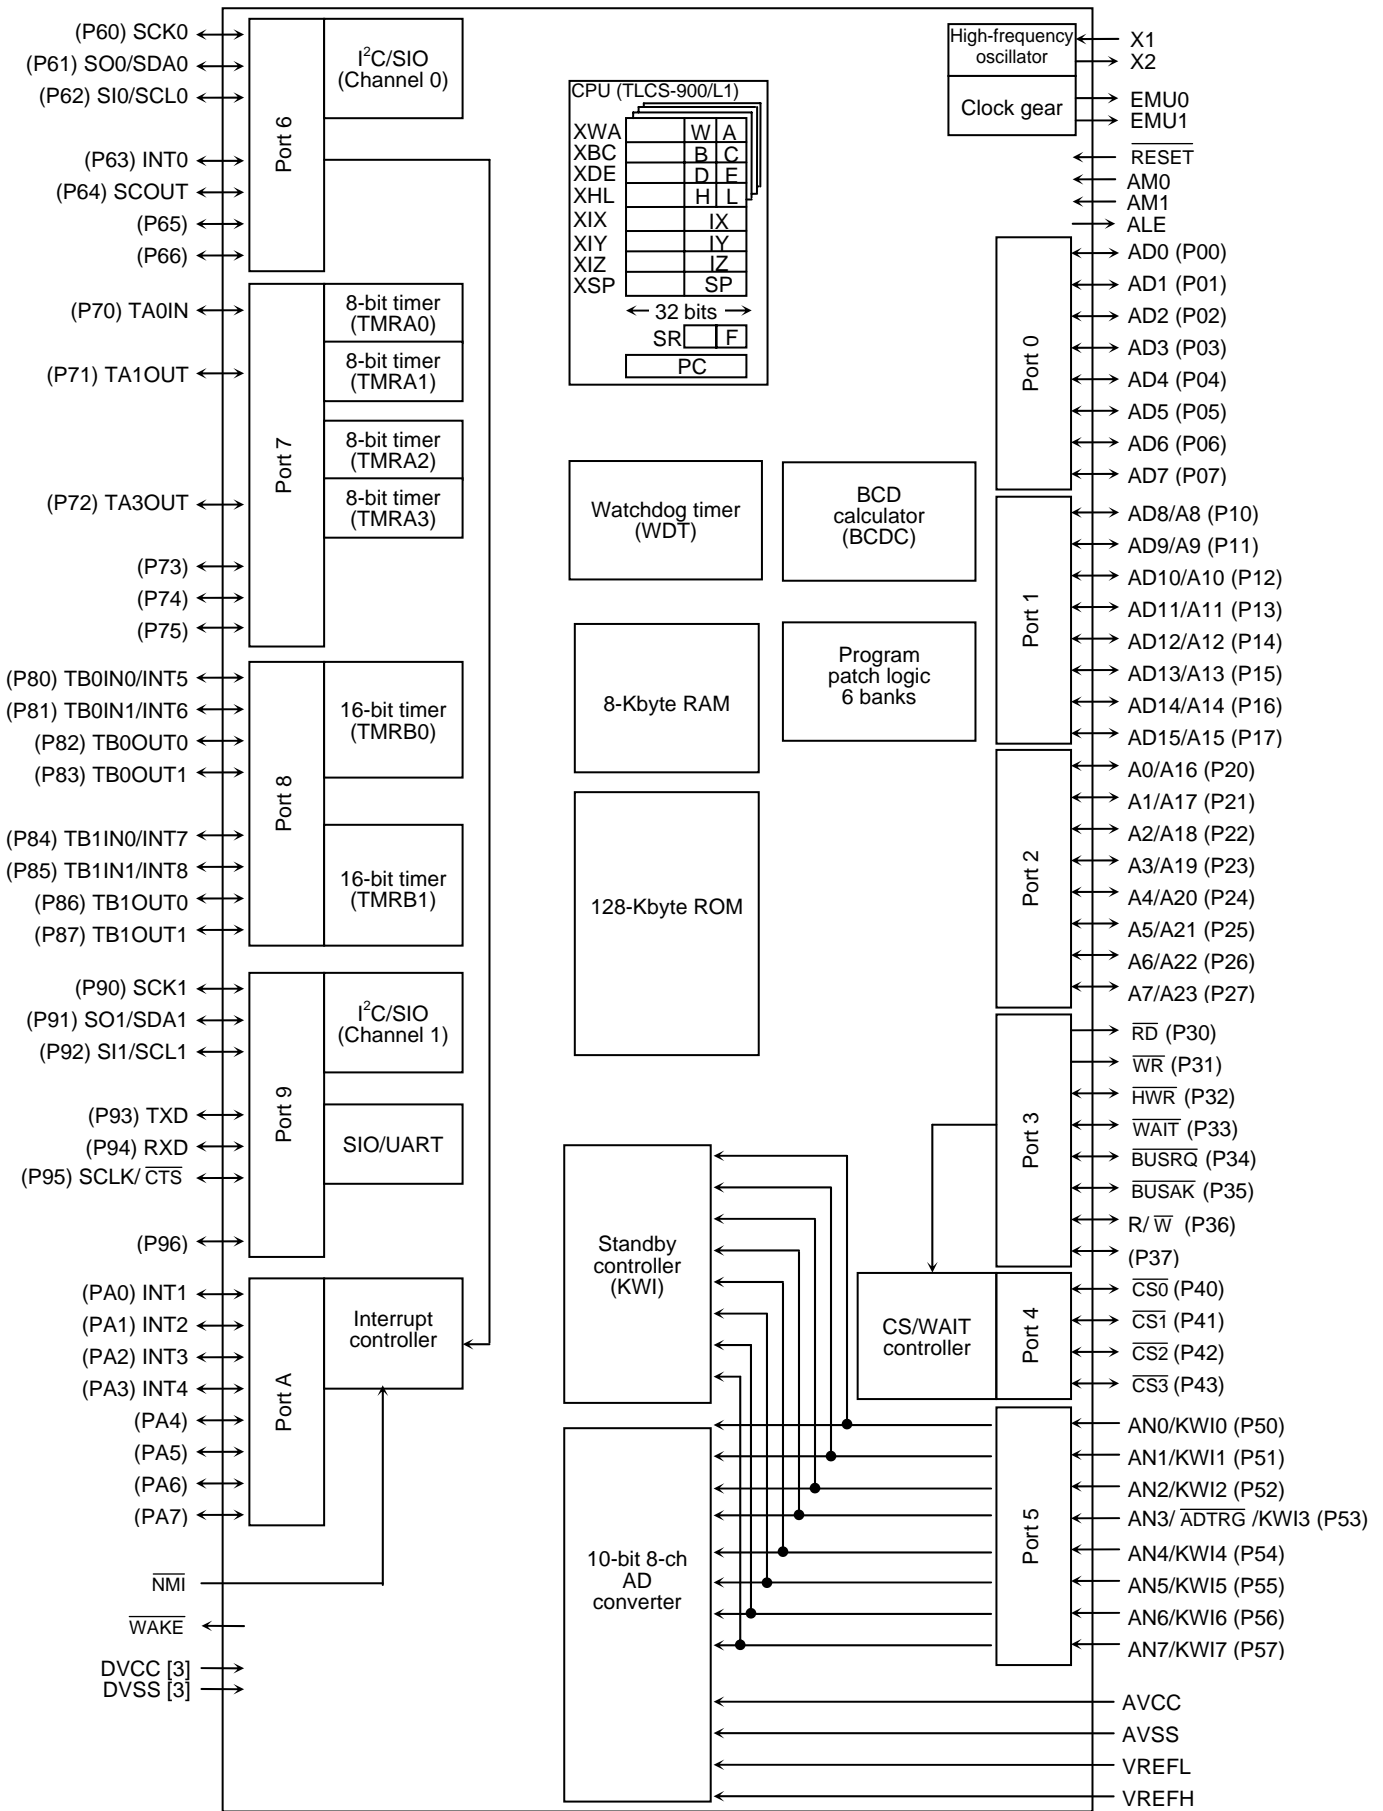 (P60) SCK0
(P61) SO0/SDA0
(P62) SI0/SCL0
(P63) INT0
(P64) SCOUT
(P65)
(P66)
Port 6
I²C/SIO
(Channel 0)
(P70) TA0IN
(P71) TA1OUT
(P72) TA3OUT
(P73)
(P74)
(P75)
Port 7
8-bit timer
(TMRA0)
8-bit timer
(TMRA1)
8-bit timer
(TMRA2)
8-bit timer
(TMRA3)
(P80) TB0IN0/INT5
(P81) TB0IN1/INT6
(P82) TB0OUT0
(P83) TB0OUT1
(P84) TB1IN0/INT7
(P85) TB1IN1/INT8
(P86) TB1OUT0
(P87) TB1OUT1
Port 8
16-bit timer
(TMRB0)
16-bit timer
(TMRB1)
(P90) SCK1
(P91) SO1/SDA1
(P92) SI1/SCL1
(P93) TXD
(P94) RXD
(P95) SCLK/ CTS
(P96)
Port 9
I²C/SIO
(Channel 1)
SIO/UART
(PA0) INT1
(PA1) INT2
(PA2) INT3
(PA3) INT4
(PA4)
(PA5)
(PA6)
(PA7)
Port A
Interrupt
controller
NMI
WAKE
DVCC [3]
DVSS [3]
CPU (TLCS-900/L1)
XWA W A
XBC B C
XDE D E
XHL H L
XIX IX
XIY IY
XIZ IZ
XSP SP
32 bits
SR F
PC
Watchdog timer
(WDT)
BCD
calculator
(BCDC)
8-Kbyte RAM
Program
patch logic
6 banks
128-Kbyte ROM
Standby
controller
(KWI)
CS/WAIT
controller
10-bit 8-ch
AD
converter
High-frequency
oscillator
Clock gear
X1
X2
EMU0
EMU1
RESET
AM0
AM1
ALE
Port 0
AD0 (P00)
AD1 (P01)
AD2 (P02)
AD3 (P03)
AD4 (P04)
AD5 (P05)
AD6 (P06)
AD7 (P07)
Port 1
AD8/A8 (P10)
AD9/A9 (P11)
AD10/A10 (P12)
AD11/A11 (P13)
AD12/A12 (P14)
AD13/A13 (P15)
AD14/A14 (P16)
AD15/A15 (P17)
Port 2
A0/A16 (P20)
A1/A17 (P21)
A2/A18 (P22)
A3/A19 (P23)
A4/A20 (P24)
A5/A21 (P25)
A6/A22 (P26)
A7/A23 (P27)
Port 3
RD (P30)
WR (P31)
HWR (P32)
WAIT (P33)
BUSRQ (P34)
BUSAK (P35)
R/ W (P36)
(P37)
Port 4
CS0 (P40)
CS1 (P41)
CS2 (P42)
CS3 (P43)
Port 5
AN0/KWI0 (P50)
AN1/KWI1 (P51)
AN2/KWI2 (P52)
AN3/ ADTRG /KWI3 (P53)
AN4/KWI4 (P54)
AN5/KWI5 (P55)
AN6/KWI6 (P56)
AN7/KWI7 (P57)
AVCC
AVSS
VREFL
VREFH